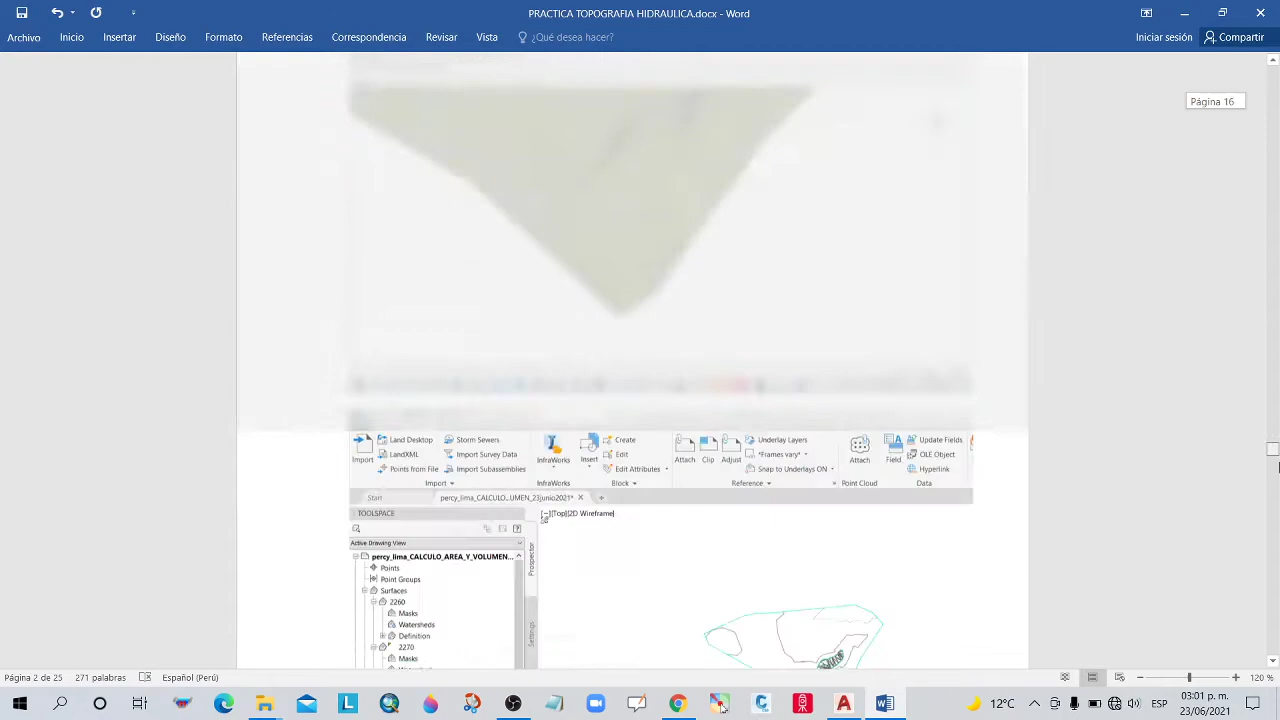 PRACTICA TOPOGRAFIA HIDRAULICA.docx - Word
Archivo Inicio Insertar Diseño Formato Referencias Correspondencia Revisar Vista ¿Qué desea hacer? Iniciar sesión Compartir
Página 16
Land Desktop Storm Sewers Create Underlay Layers Update Fields
Import LandXML Import Survey Data InfraWorks Insert Edit Attach Clip Adjust *Frames vary* Attach Field OLE Object
Points from File Import Subassemblies Edit Attributes Snap to Underlays ON Hyperlink
Import InfraWorks Block Reference Point Cloud Data
Start percy_lima_CALCULO...UMEN_23junio2021* +
TOOLSPACE [−][Top][2D Wireframe]
Active Drawing View
Prospector
percy_lima_CALCULO_AREA_Y_VOLUMEN...
Points
Point Groups
Surfaces
2260
Masks
Watersheds
Settings
Definition
2270
Masks
Página 2 de 25 271 palabras Español (Perú) 120 %
12°C ESP 03:01 p. m.
23/06/2021